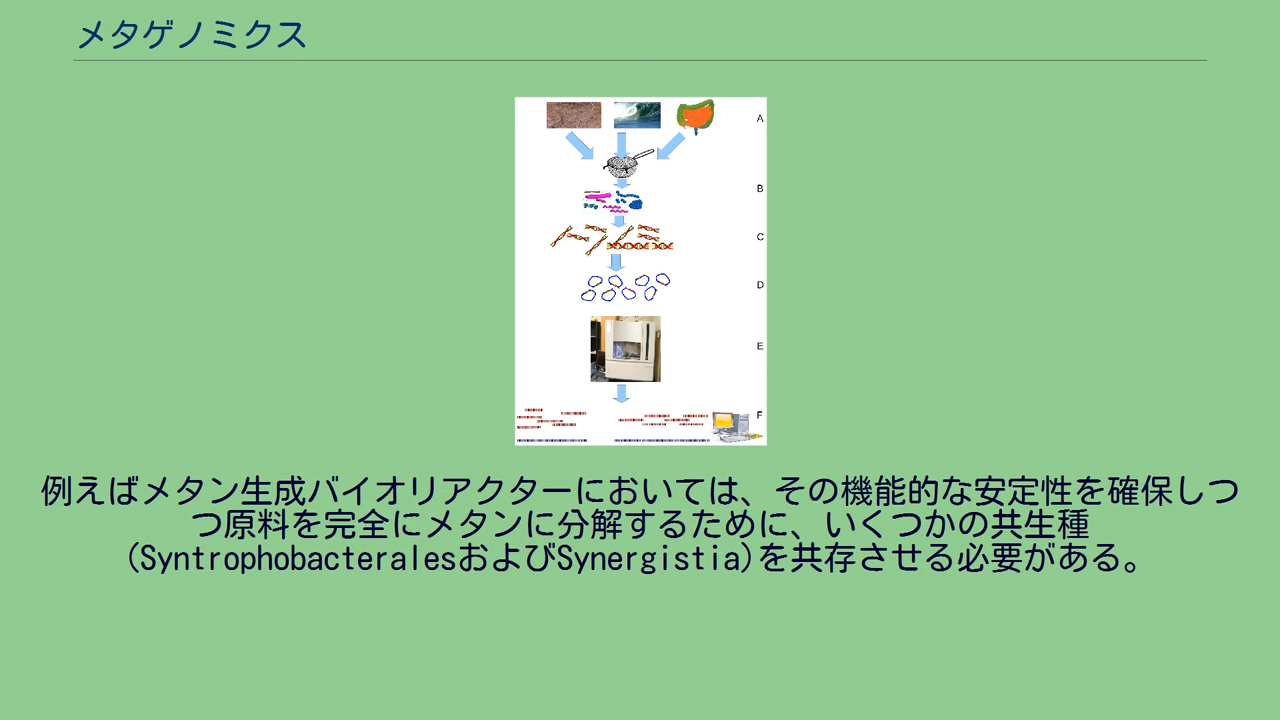 メタゲノミクス
A
B
C
D
E
F
例えばメタン生成バイオリアクターにおいては、その機能的な安定性を確保しつ
つ原料を完全にメタンに分解するために、いくつかの共生種
(SyntrophobacteralesおよびSynergistia)を共存させる必要がある。